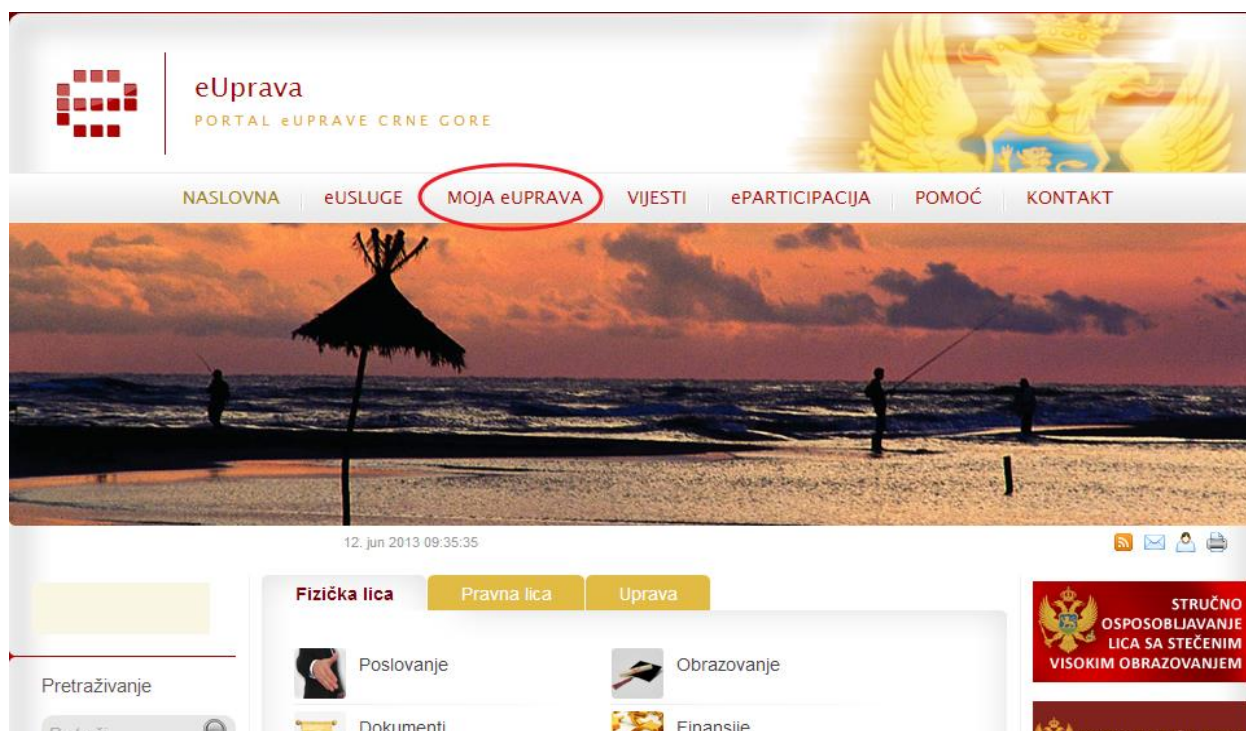 eUprava
PORTAL eUPRAVE CRNE GORE
NASLOVNA eUSLUGE MOJA eUPRAVA VIJESTI ePARTICIPACIJA POMOĆ KONTAKT
12. jun 2013 09:35:35
Fizička lica Pravna lica Uprava
Poslovanje Obrazovanje
Dokumenti Finansije
Pretraživanje
STRUČNO
OSPOSOBLJAVANJE
LICA SA STEČENIM
VISOKIM OBRAZOVANJEM